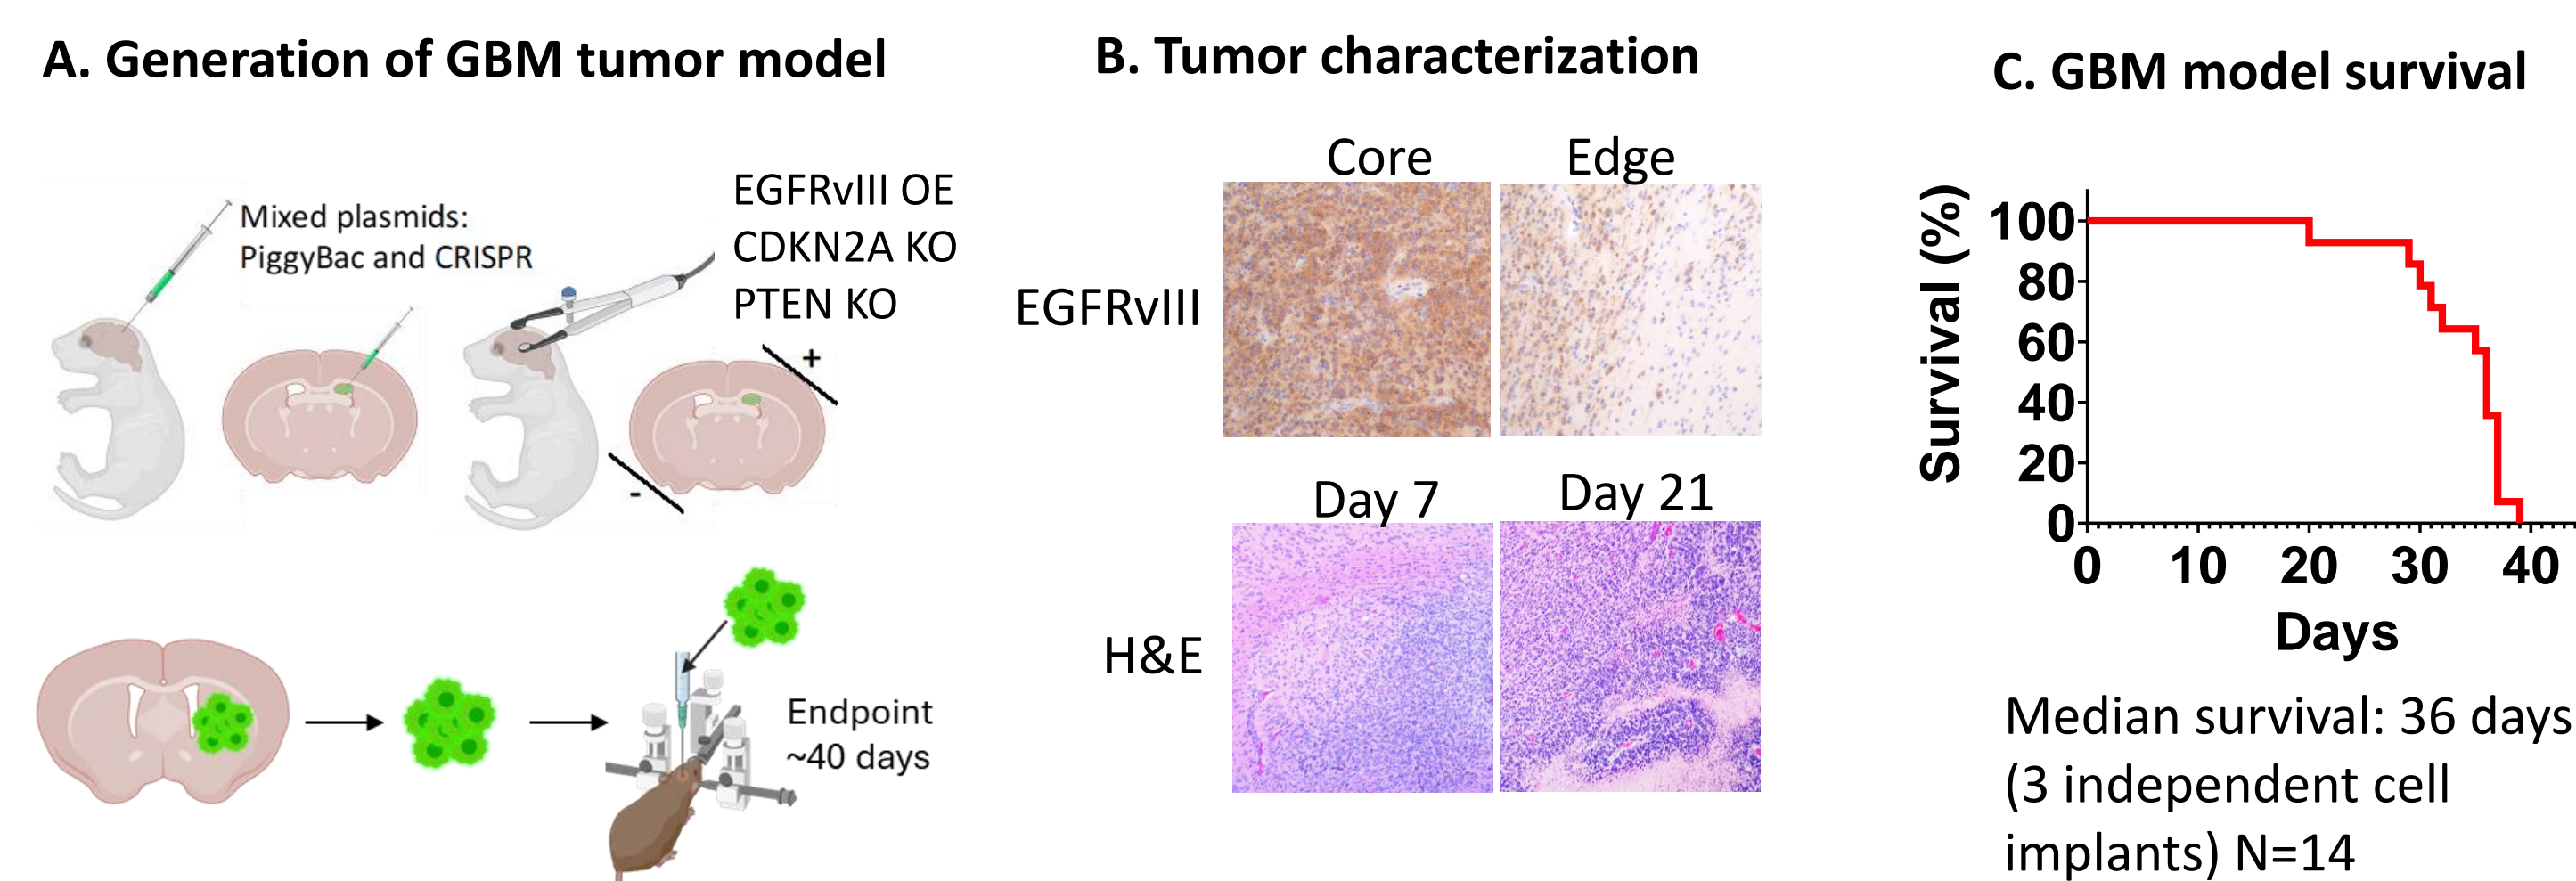 A. Generation of GBM tumor model
Mixed plasmids:
PiggyBac and CRISPR
EGFRvIII OE
CDKN2A KO
PTEN KO
+
-
Endpoint
~40 days
B. Tumor characterization
Core Edge
EGFRvIII
Day 7 Day 21
H&E
C. GBM model survival
Survival (%)
100
80
60
40
20
0
0 10 20 30 40
Days
Median survival: 36 days
(3 independent cell
implants) N=14